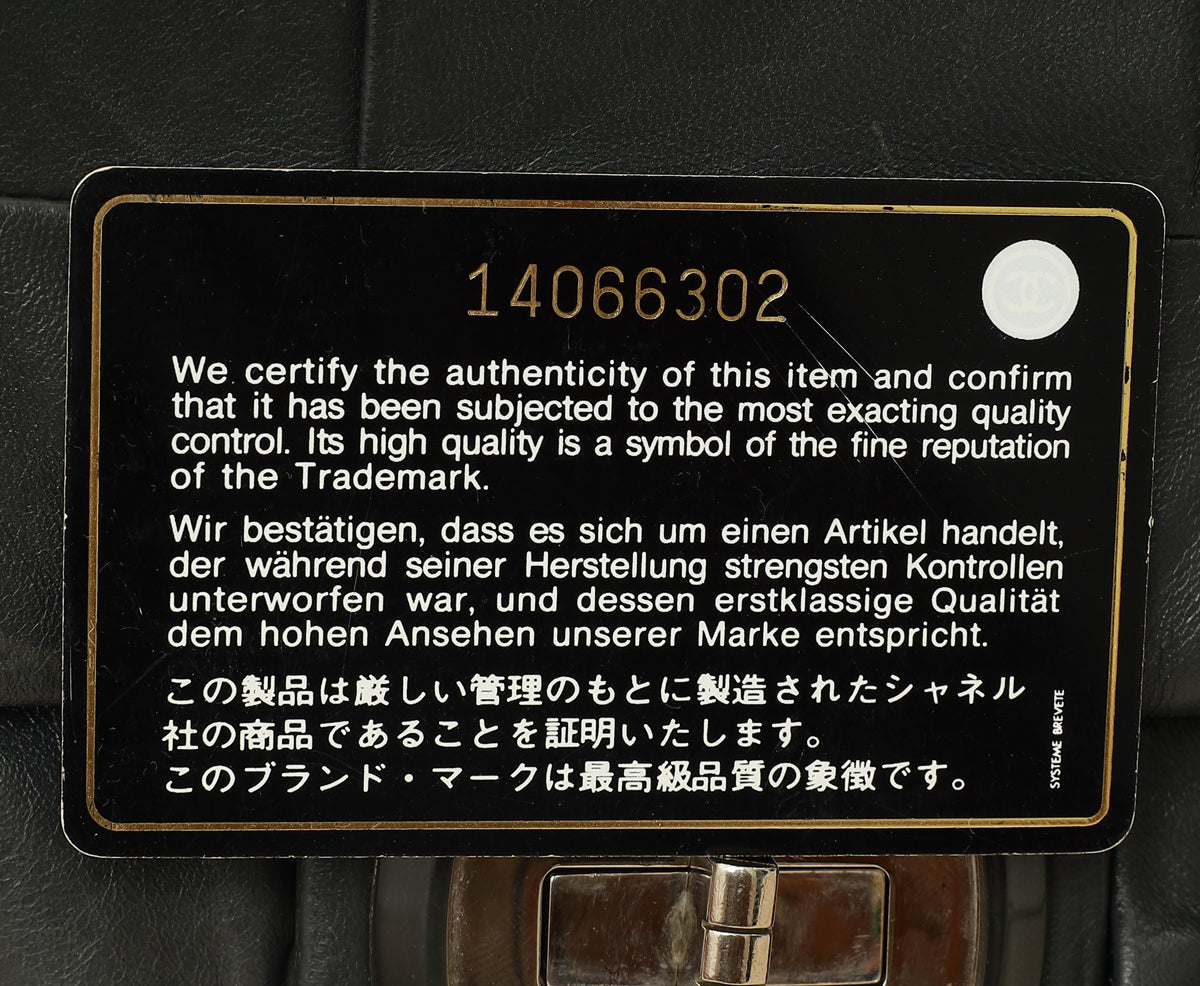 14066302
We certify the authenticity of this item and confirm
that it has been subjected to the most exacting quality
control. Its high quality is a symbol of the fine reputation
of the Trademark.
Wir bestätigen, dass es sich um einen Artikel handelt,
der während seiner Herstellung strengsten Kontrollen
unterworfen war, und dessen erstklassige Qualität
dem hohen Ansehen unserer Marke entspricht.
この製品は厳しい管理のもとに製造されたシャネル
社の商品であることを証明いたします。
このブランド・マークは最高級品質の象徴です。
SYSTEME BREVETE